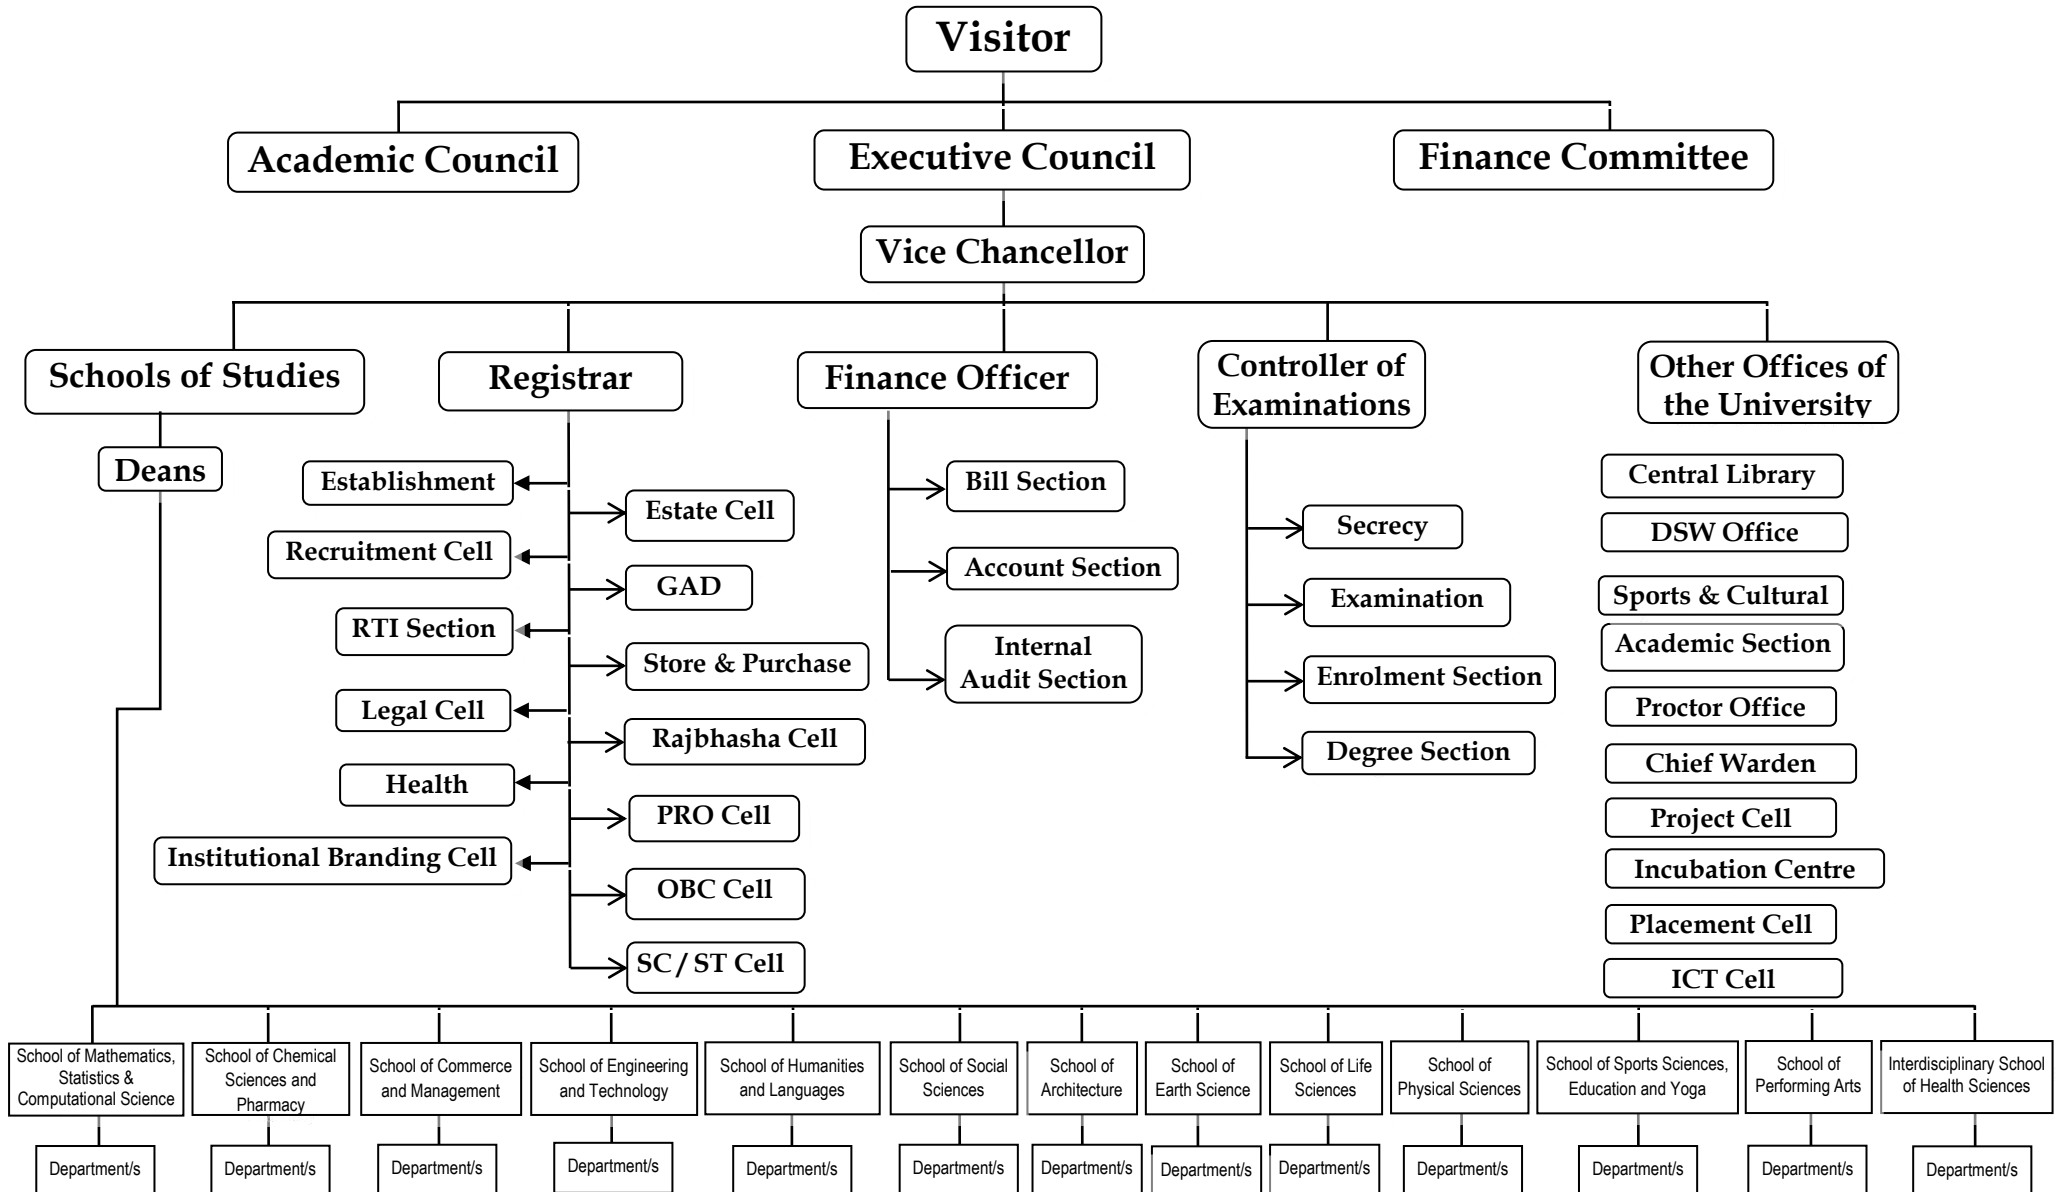 Visitor
Academic Council
Executive Council
Finance Committee
Vice Chancellor
Schools of Studies
Registrar
Finance Officer
Controller of
Examinations
Other Offices of
the University
Deans
Establishment
Estate Cell
Recruitment Cell
GAD
RTI Section
Store & Purchase
Legal Cell
Rajbhasha Cell
Health
PRO Cell
Institutional Branding Cell
OBC Cell
SC / ST Cell
Bill Section
Account Section
Internal
Audit Section
Secrecy
Examination
Enrolment Section
Degree Section
Central Library
DSW Office
Sports & Cultural
Academic Section
Proctor Office
Chief Warden
Project Cell
Incubation Centre
Placement Cell
ICT Cell
School of Mathematics,
Statistics &
Computational Science
School of Chemical
Sciences and
Pharmacy
School of Commerce
and Management
School of Engineering
and Technology
School of Humanities
and Languages
School of Social
Sciences
School of
Architecture
School of
Earth Science
School of Life
Sciences
School of
Physical Sciences
School of Sports Sciences,
Education and Yoga
School of
Performing Arts
Interdisciplinary School
of Health Sciences
Department/s
Department/s
Department/s
Department/s
Department/s
Department/s
Department/s
Department/s
Department/s
Department/s
Department/s
Department/s
Department/s